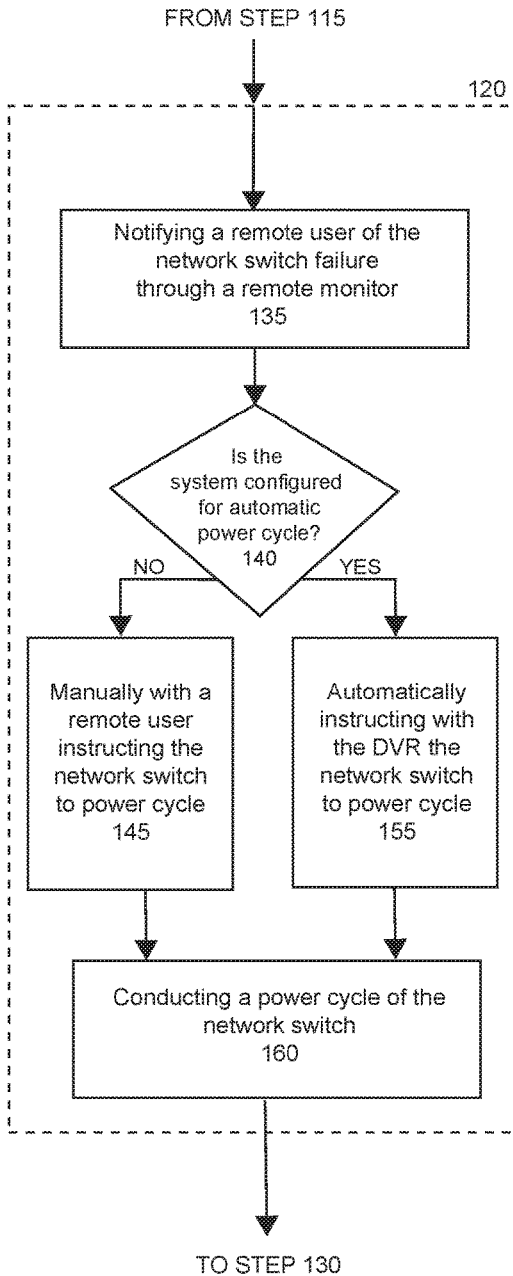 FROM STEP 115
120
Notifying a remote user of the
network switch failure
through a remote monitor
135
Is the
system configured
for automatic
power cycle?
140
NO
YES
Manually with a
remote user
instructing the
network switch
to power cycle
145
Automatically
instructing with
the DVR the
network switch
to power cycle
155
Conducting a power cycle of the
network switch
160
TO STEP 130